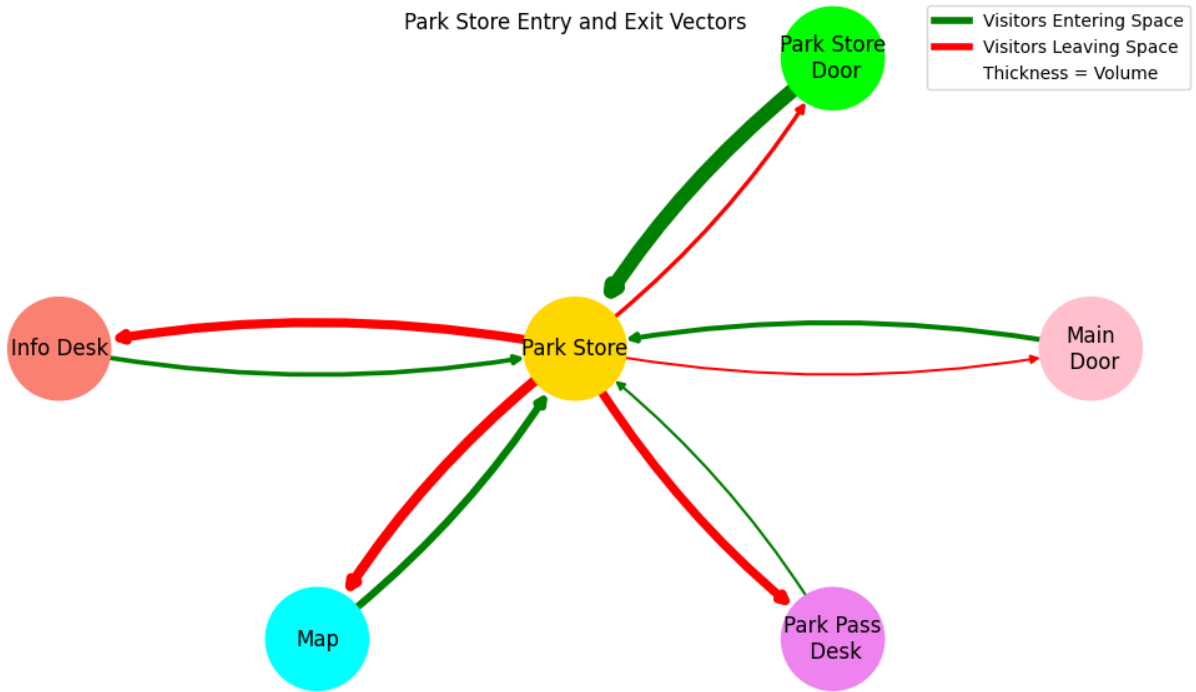 Park Store Entry and Exit Vectors
Visitors Entering Space
Visitors Leaving Space
Thickness = Volume
Park Store
Door
Info Desk
Park Store
Main
Door
Map
Park Pass
Desk